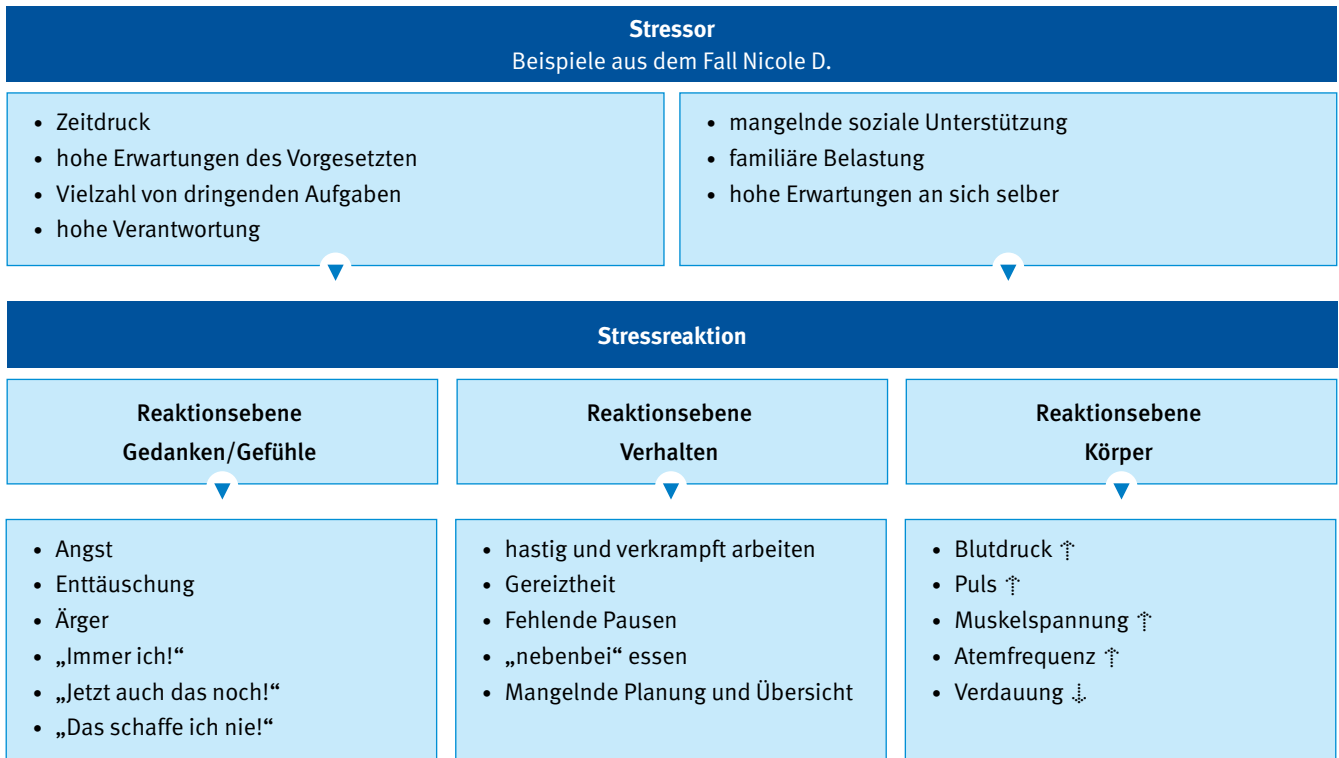 Stressor
Beispiele aus dem Fall Nicole D.
• Zeitdruck
• hohe Erwartungen des Vorgesetzten
• Vielzahl von dringenden Aufgaben
• hohe Verantwortung
• mangelnde soziale Unterstützung
• familiäre Belastung
• hohe Erwartungen an sich selber
Stressreaktion
Reaktionsebene
Gedanken/Gefühle
Reaktionsebene
Verhalten
Reaktionsebene
Körper
• Angst
• Enttäuschung
• Ärger
• „Immer ich!“
• „Jetzt auch das noch!“
• „Das schaffe ich nie!“
• hastig und verkrampft arbeiten
• Gereiztheit
• Fehlende Pausen
• „nebenbei“ essen
• Mangelnde Planung und Übersicht
• Blutdruck ⇡
• Puls ⇡
• Muskelspannung ⇡
• Atemfrequenz ⇡
• Verdauung ⇣